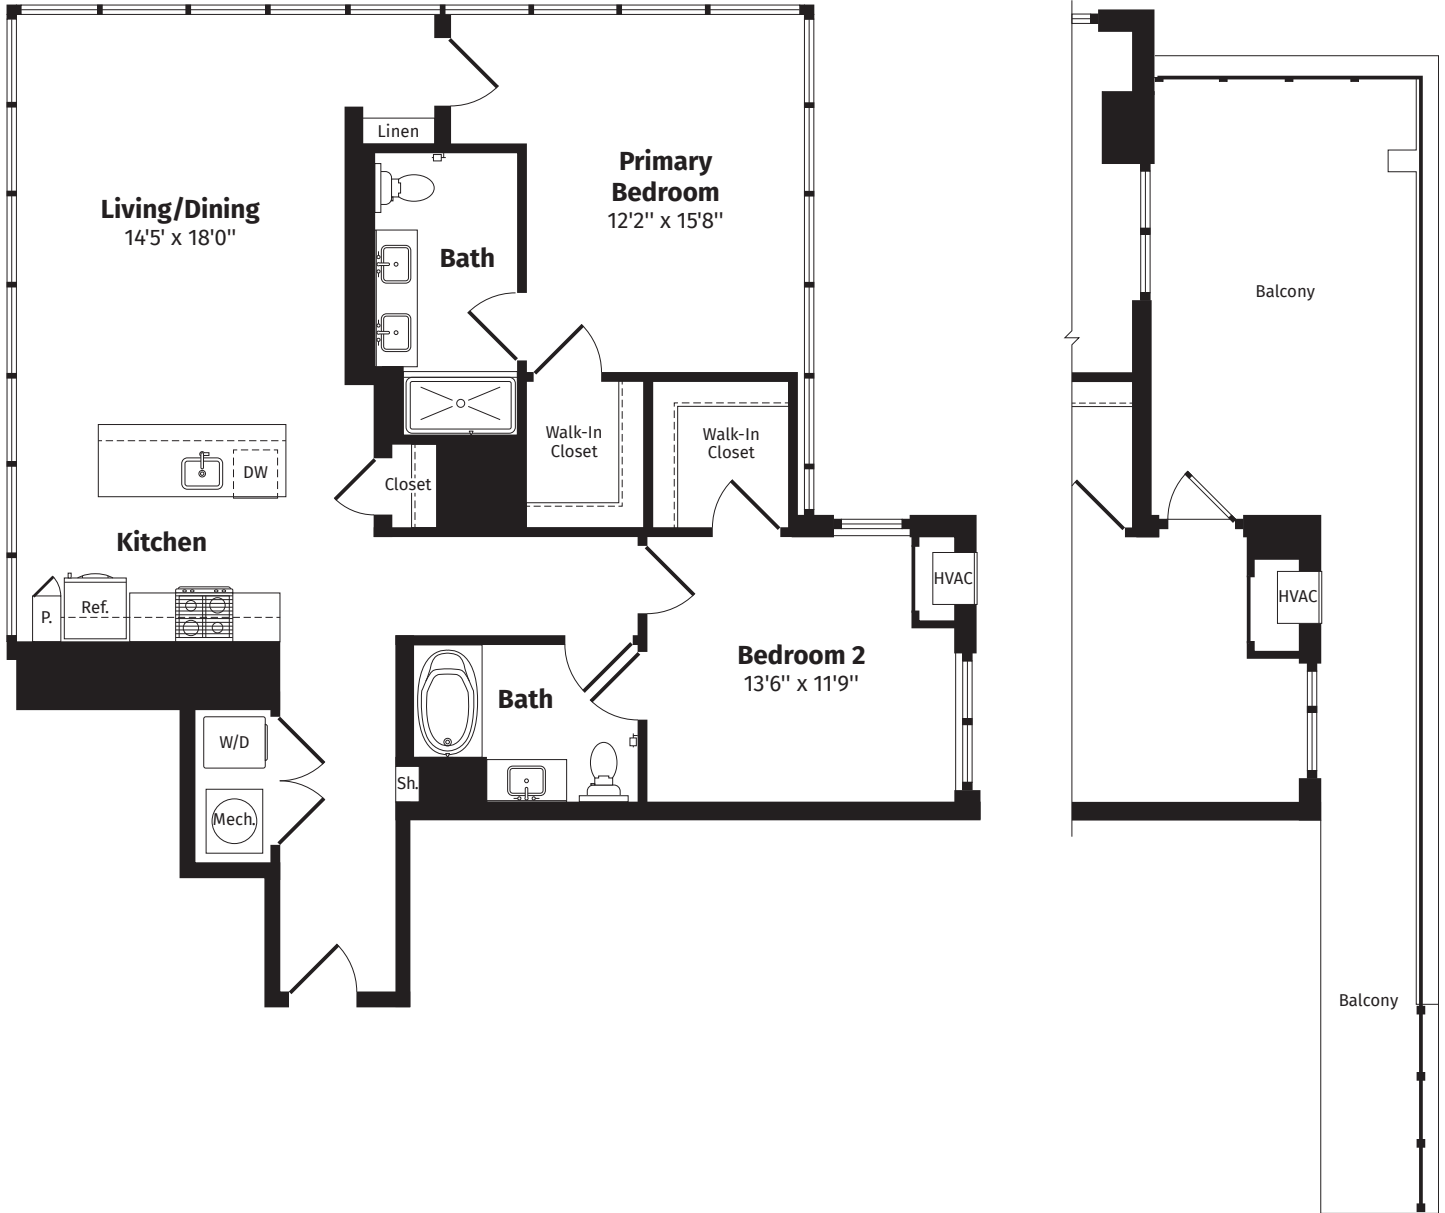 Linen
Primary
Bedroom
12'2" x 15'8"
Living/Dining
14'5' x 18'0"
Bath
Balcony
Walk-In
Closet
Walk-In
Closet
DW
Closet
Kitchen
HVAC
HVAC
P.
Ref.
Bedroom 2
13'6" x 11'9"
Bath
W/D
Sh.
Mech.
Balcony